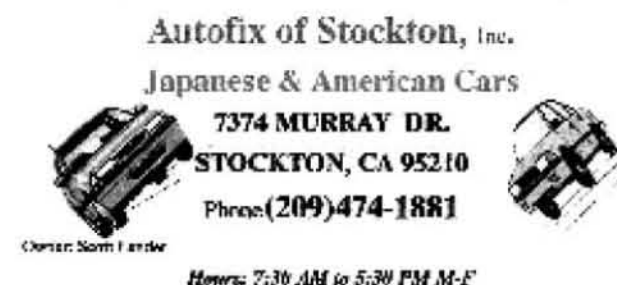 Autofix of Stockton, Inc.
Japanese & American Cars
7374 MURRAY DR.
STOCKTON, CA 95210
Phone:(209)474-1881
Owner:
Hours: 7:30 AM to 5:30 PM M-F